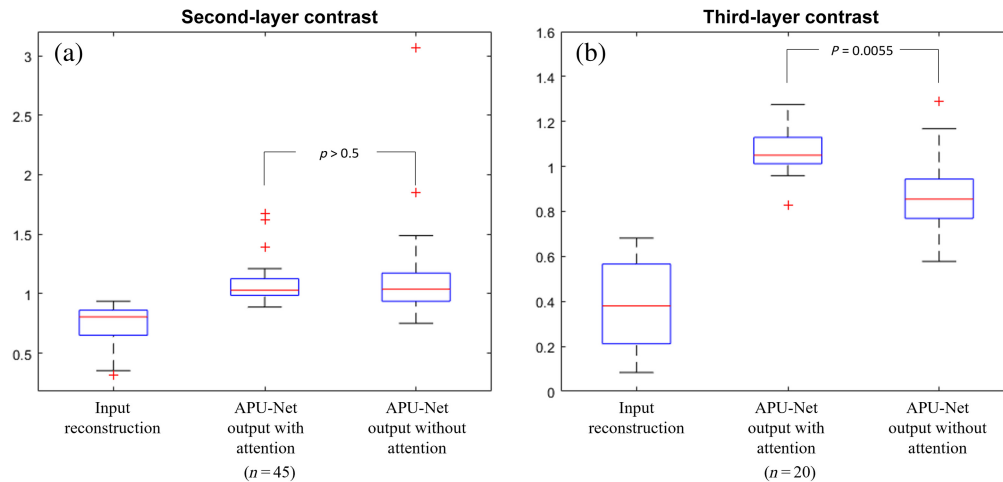 Second-layer contrast
(a)
3
2.5
2
1.5
1
0.5
p > 0.5
Input
reconstruction
APU-Net
output with
attention
(n = 45)
APU-Net
output without
attention
Third-layer contrast
(b)
1.6
1.4
1.2
1
0.8
0.6
0.4
0.2
0
P = 0.0055
Input
reconstruction
APU-Net
output with
attention
(n = 20)
APU-Net
output without
attention